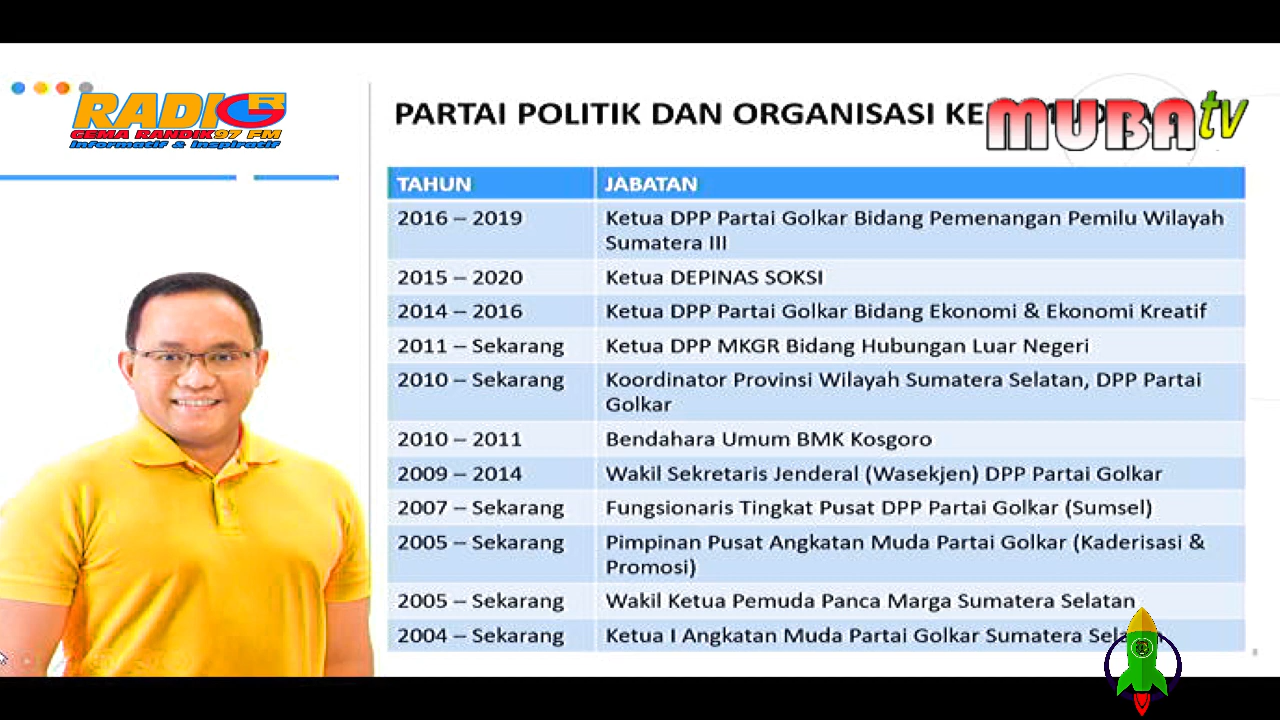 RADIO GR
GEMA RANDIK 97 FM
Informatif & Inspiratif
PARTAI POLITIK DAN ORGANISASI
MUBA tv
TAHUN JABATAN
2016 – 2019 Ketua DPP Partai Golkar Bidang Pemenangan Pemilu Wilayah
Sumatera III
2015 – 2020 Ketua DEPINAS SOKSI
2014 – 2016 Ketua DPP Partai Golkar Bidang Ekonomi & Ekonomi Kreatif
2011 – Sekarang Ketua DPP MKGR Bidang Hubungan Luar Negeri
2010 – Sekarang Koordinator Provinsi Wilayah Sumatera Selatan, DPP Partai
Golkar
2010 – 2011 Bendahara Umum BMK Kosgoro
2009 – 2014 Wakil Sekretaris Jenderal (Wasekjen) DPP Partai Golkar
2007 – Sekarang Fungsionaris Tingkat Pusat DPP Partai Golkar (Sumsel)
2005 – Sekarang Pimpinan Pusat Angkatan Muda Partai Golkar (Kaderisasi &
Promosi)
2005 – Sekarang Wakil Ketua Pemuda Panca Marga Sumatera Selatan
2004 – Sekarang Ketua I Angkatan Muda Partai Golkar Sumatera